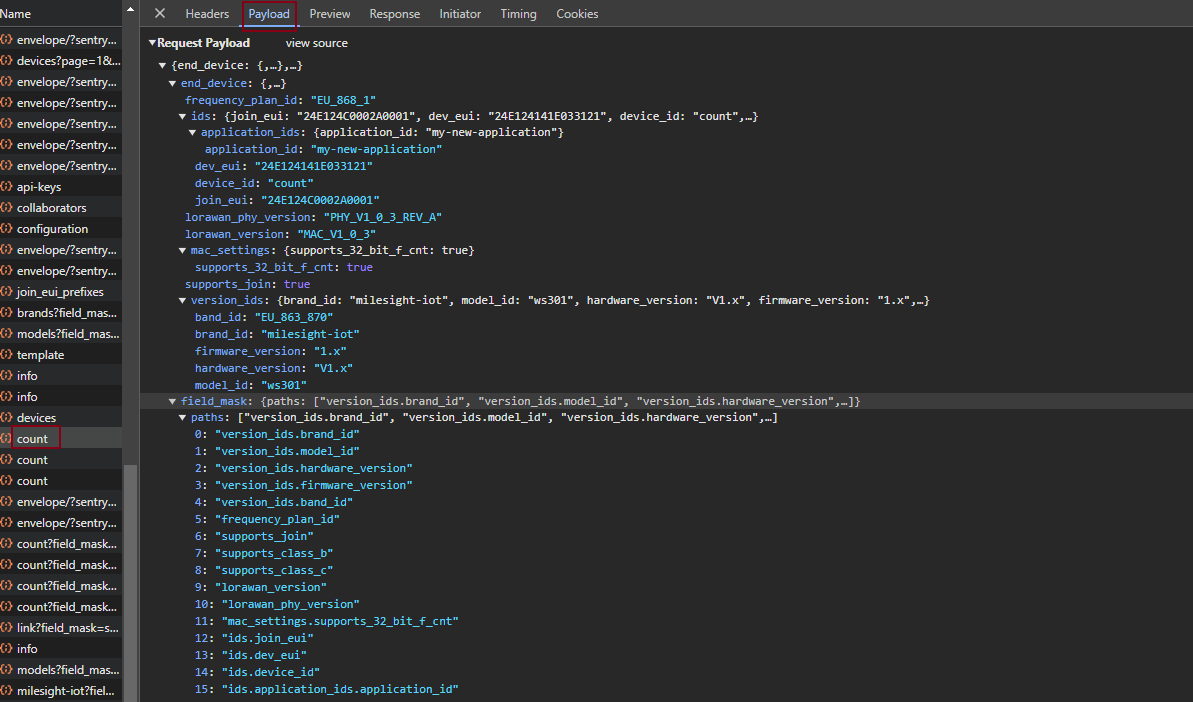 Name
envelope/?sentry...
devices?page=1&...
envelope/?sentry...
envelope/?sentry...
envelope/?sentry...
envelope/?sentry...
envelope/?sentry...
api-keys
collaborators
configuration
envelope/?sentry...
envelope/?sentry...
join_eui_prefixes
brands?field_mas...
models?field_mas...
template
info
info
devices
count
count
count
envelope/?sentry...
envelope/?sentry...
count?field_mask...
count?field_mask...
count?field_mask...
count?field_mask...
link?field_mask=s...
info
models?field_mas...
milesight-iot?fiel...
Headers Payload Preview Response Initiator Timing Cookies
Request Payload view source
{end_device: {,…},…}
end_device: {,…}
frequency_plan_id: "EU_868_1"
ids: {join_eui: "24E124C0002A0001", dev_eui: "24E124141E033121", device_id: "count",…}
application_ids: {application_id: "my-new-application"}
application_id: "my-new-application"
dev_eui: "24E124141E033121"
device_id: "count"
join_eui: "24E124C0002A0001"
lorawan_phy_version: "PHY_V1_0_3_REV_A"
lorawan_version: "MAC_V1_0_3"
mac_settings: {supports_32_bit_f_cnt: true}
supports_32_bit_f_cnt: true
supports_join: true
version_ids: {brand_id: "milesight-iot", model_id: "ws301", hardware_version: "V1.x", firmware_version: "1.x",…}
band_id: "EU_863_870"
brand_id: "milesight-iot"
firmware_version: "1.x"
hardware_version: "V1.x"
model_id: "ws301"
field_mask: {paths: ["version_ids.brand_id", "version_ids.model_id", "version_ids.hardware_version",…]}
paths: ["version_ids.brand_id", "version_ids.model_id", "version_ids.hardware_version",…]
0: "version_ids.brand_id"
1: "version_ids.model_id"
2: "version_ids.hardware_version"
3: "version_ids.firmware_version"
4: "version_ids.band_id"
5: "frequency_plan_id"
6: "supports_join"
7: "supports_class_b"
8: "supports_class_c"
9: "lorawan_version"
10: "lorawan_phy_version"
11: "mac_settings.supports_32_bit_f_cnt"
12: "ids.join_eui"
13: "ids.dev_eui"
14: "ids.device_id"
15: "ids.application_ids.application_id"